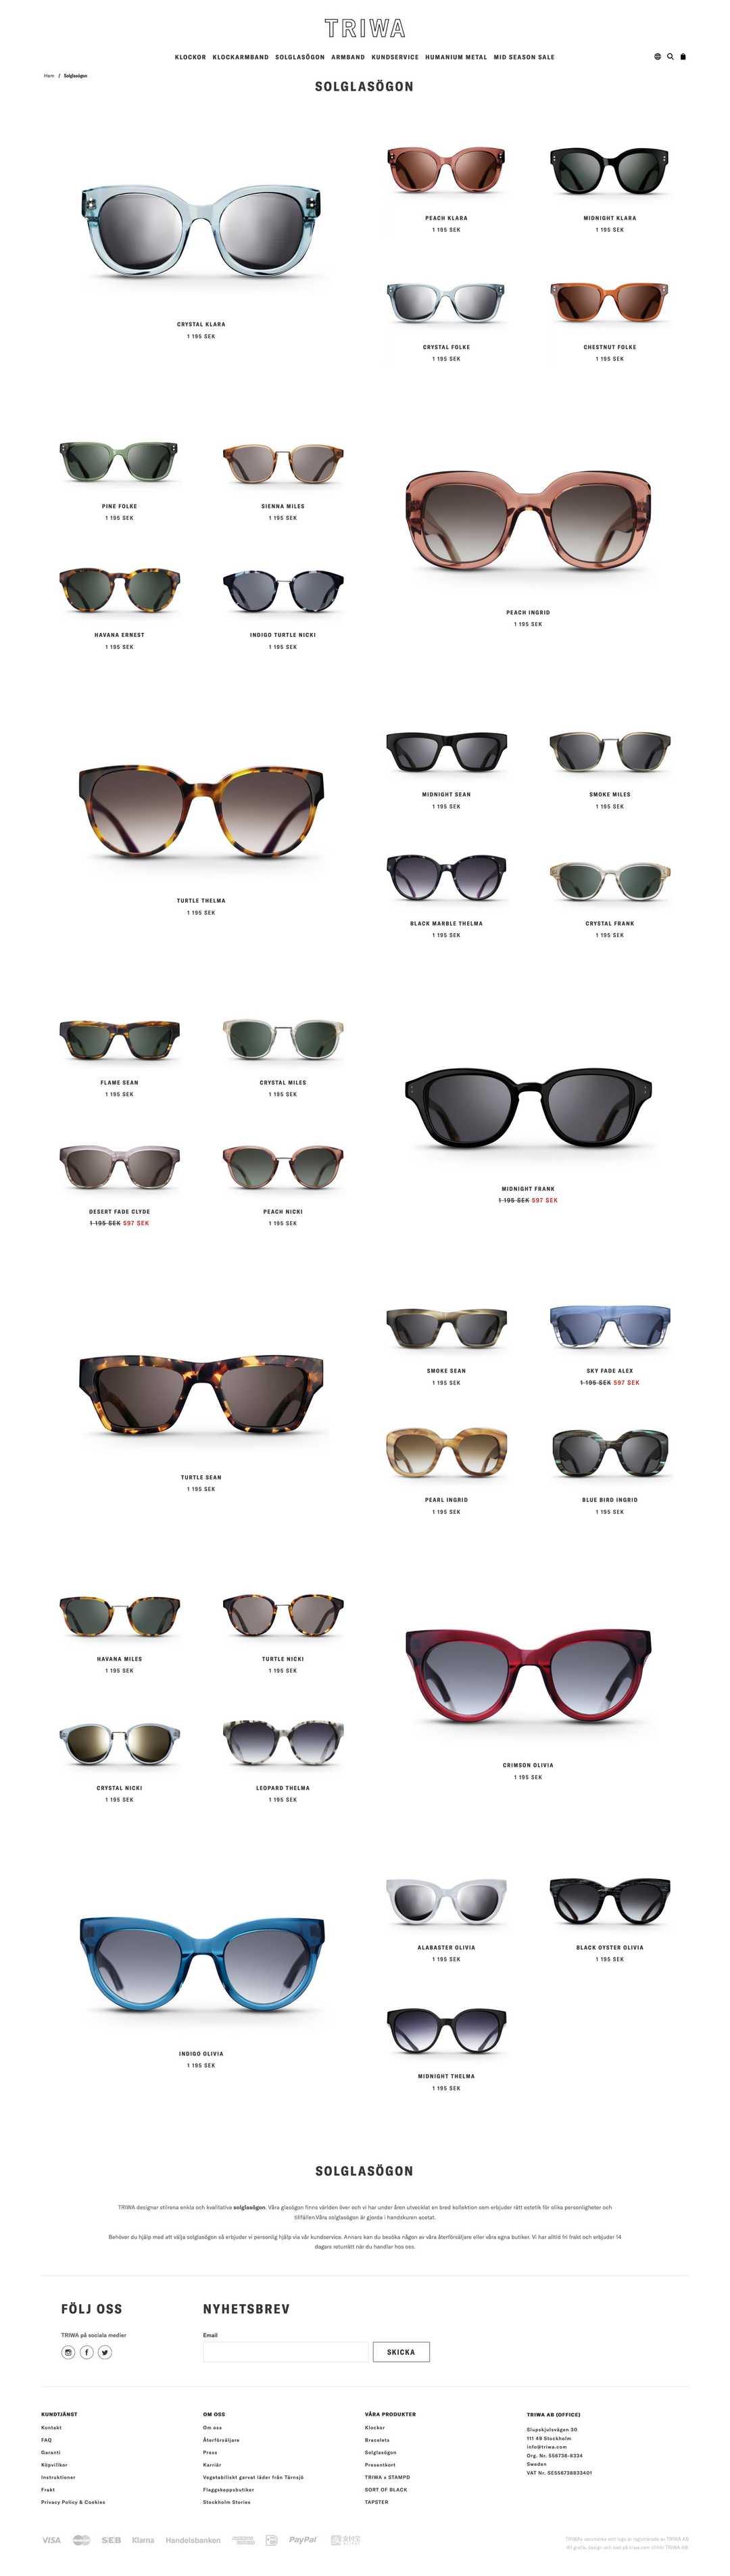 TRIWA
KLOCKOR KLOCKARMBAND SOLGLASÖGON ARMBAND KUNDSERVICE HUMANIUM METAL MID SEASON SALE
Hem / Solglasögon
SOLGLASÖGON
CRYSTAL KLARA
1 195 SEK
PEACH KLARA
1 195 SEK
MIDNIGHT KLARA
1 195 SEK
CRYSTAL FOLKE
1 195 SEK
CHESTNUT FOLKE
1 195 SEK
PINE FOLKE
1 195 SEK
SIENNA MILES
1 195 SEK
HAVANA ERNEST
1 195 SEK
INDIGO TURTLE NICKI
1 195 SEK
PEACH INGRID
1 195 SEK
TURTLE THELMA
1 195 SEK
MIDNIGHT SEAN
1 195 SEK
SMOKE MILES
1 195 SEK
BLACK MARBLE THELMA
1 195 SEK
CRYSTAL FRANK
1 195 SEK
FLAME SEAN
1 195 SEK
CRYSTAL MILES
1 195 SEK
DESERT FADE CLYDE
1 195 SEK 597 SEK
PEACH NICKI
1 195 SEK
MIDNIGHT FRANK
1 195 SEK 597 SEK
TURTLE SEAN
1 195 SEK
SMOKE SEAN
1 195 SEK
SKY FADE ALEX
1 195 SEK 597 SEK
PEARL INGRID
1 195 SEK
BLUE BIRD INGRID
1 195 SEK
HAVANA MILES
1 195 SEK
TURTLE NICKI
1 195 SEK
CRYSTAL NICKI
1 195 SEK
LEOPARD THELMA
1 195 SEK
CRIMSON OLIVIA
1 195 SEK
INDIGO OLIVIA
1 195 SEK
ALABASTER OLIVIA
1 195 SEK
BLACK OYSTER OLIVIA
1 195 SEK
MIDNIGHT THELMA
1 195 SEK
SOLGLASÖGON
TRIWA designar stilrena enkla och kvalitativa solglasögon. Våra glasögon finns världen över och vi har under åren utvecklat en bred kollektion som erbjuder rätt estetik för olika personligheter och
tillfällen.Våra solglasögon är gjorda i handskuren acetat.
Behöver du hjälp med att välja solglasögon så erbjuder vi personlig hjälp via vår kundservice. Annars kan du besöka någon av våra återförsäljare eller våra egna butiker. Vi har alltid fri frakt och erbjuder 14
dagars returrätt när du handlar hos oss.
FÖLJ OSS
TRIWA på sociala medier
NYHETSBREV
Email
SKICKA
KUNDTJÄNST
Kontakt
FAQ
Garanti
Köpvillkor
Instruktioner
Frakt
Privacy Policy & Cookies
OM OSS
Om oss
Återförsäljare
Press
Karriär
Vegetabiliskt garvat läder från Tärnsjö
Flaggskeppsbutiker
Stockholm Stories
VÅRA PRODUKTER
Klockor
Bracelets
Solglasögon
Presentkort
TRIWA x STAMPD
SORT OF BLACK
TAPSTER
TRIWA AB (OFFICE)
Slupskjulsvägen 30
111 49 Stockholm
info@triwa.com
Org. Nr. 556736-8334
Sweden
VAT Nr. SE556736833401
VISA SEB Klarna Handelsbanken PayPal